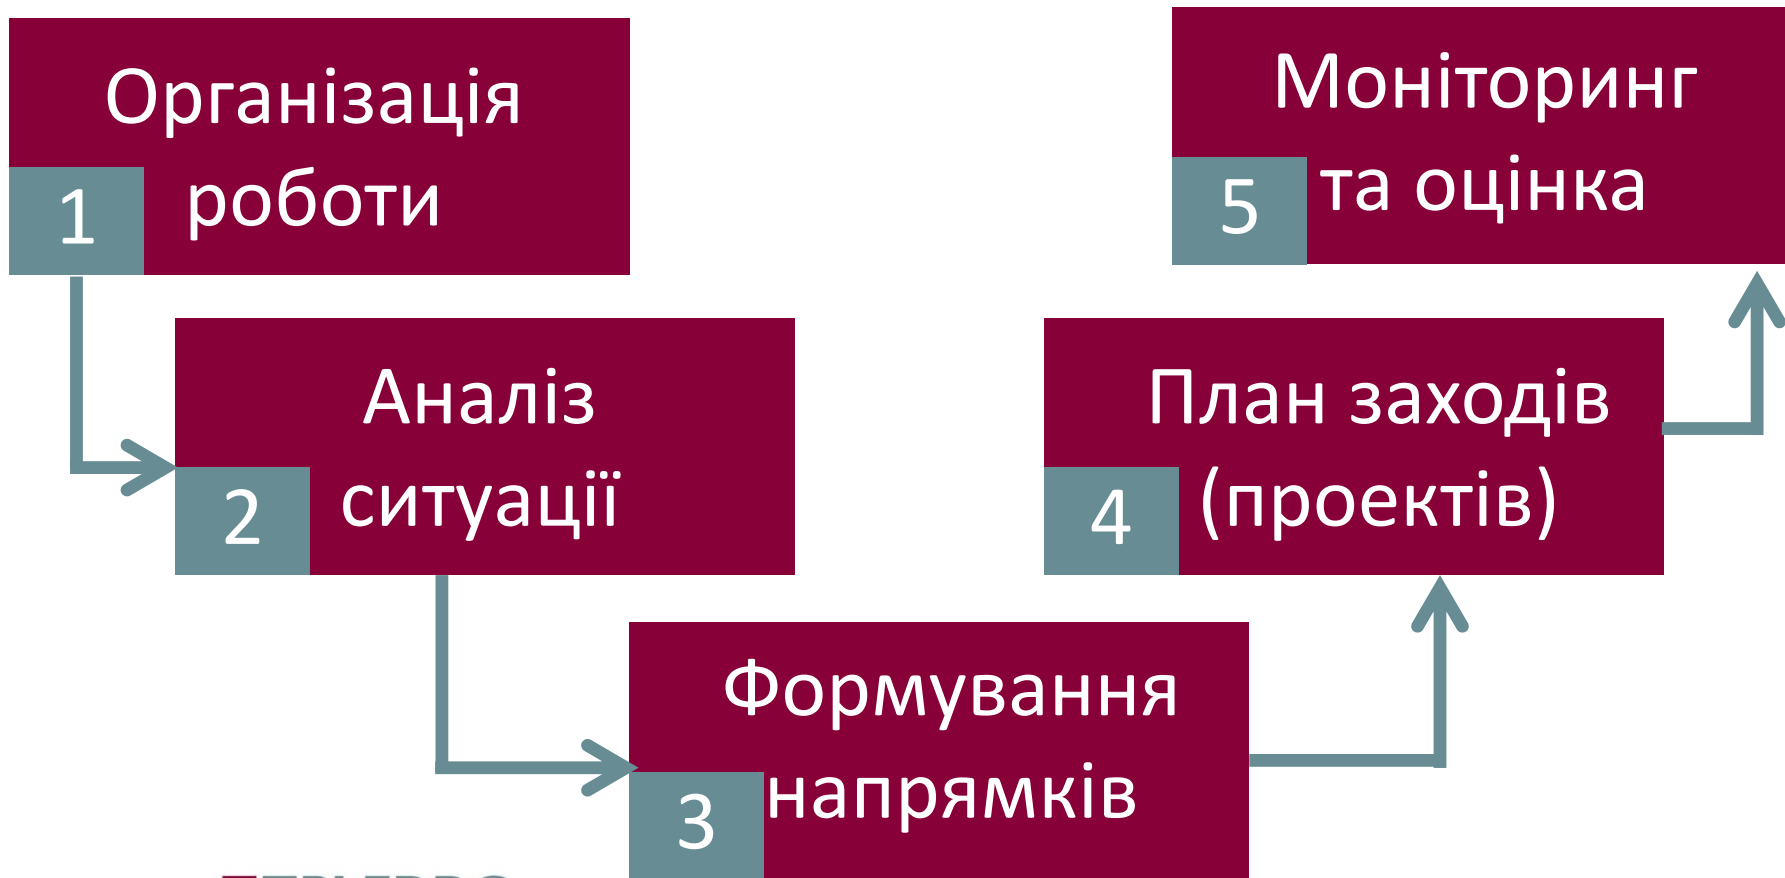 Організація
роботи
1
Аналіз
ситуації
2
Формування
напрямків
3
План заходів
(проектів)
4
Моніторинг
та оцінка
5